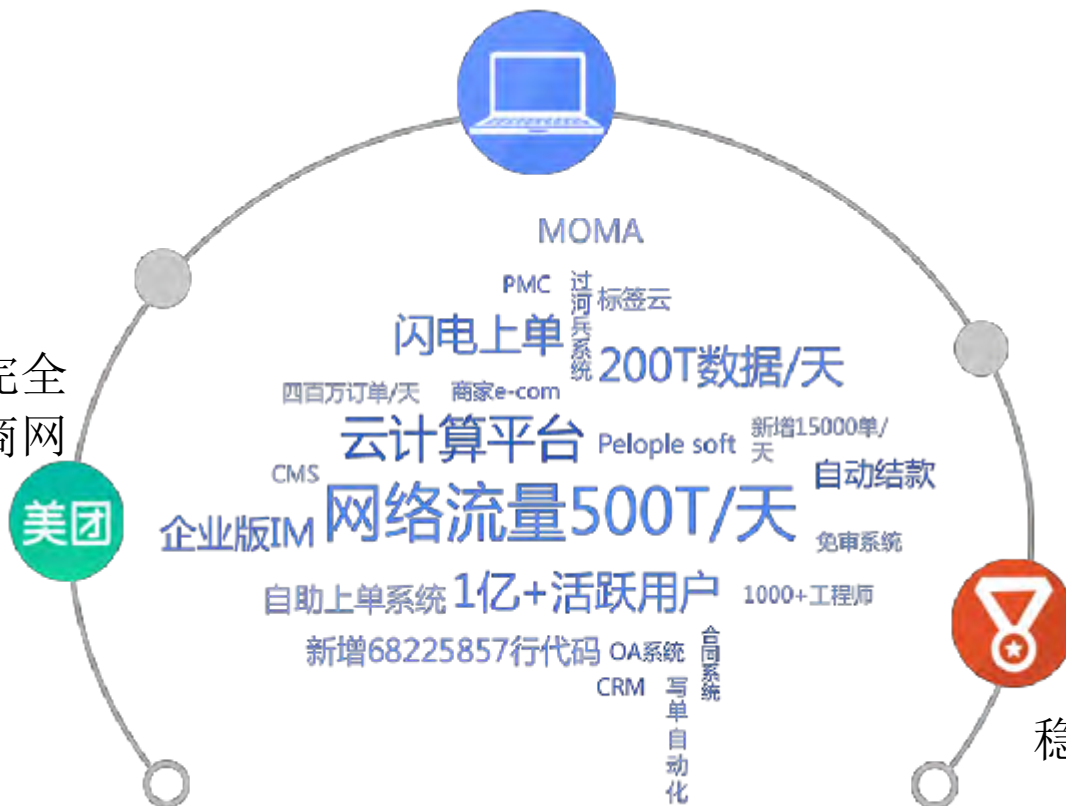 MOMA
PMC
过河兵系统
标签云
闪电上单
200T数据/天
完全
四百万订单/天
商家e-com
商网
云计算平台
Pelople soft
新增15000单/
天
CMS
自动结款
美团
企业版IM
网络流量500T/天
免审系统
自助上单系统
1亿+活跃用户
1000+工程师
新增68225857行代码
OA系统
合同系统
CRM
写单自动化
稳